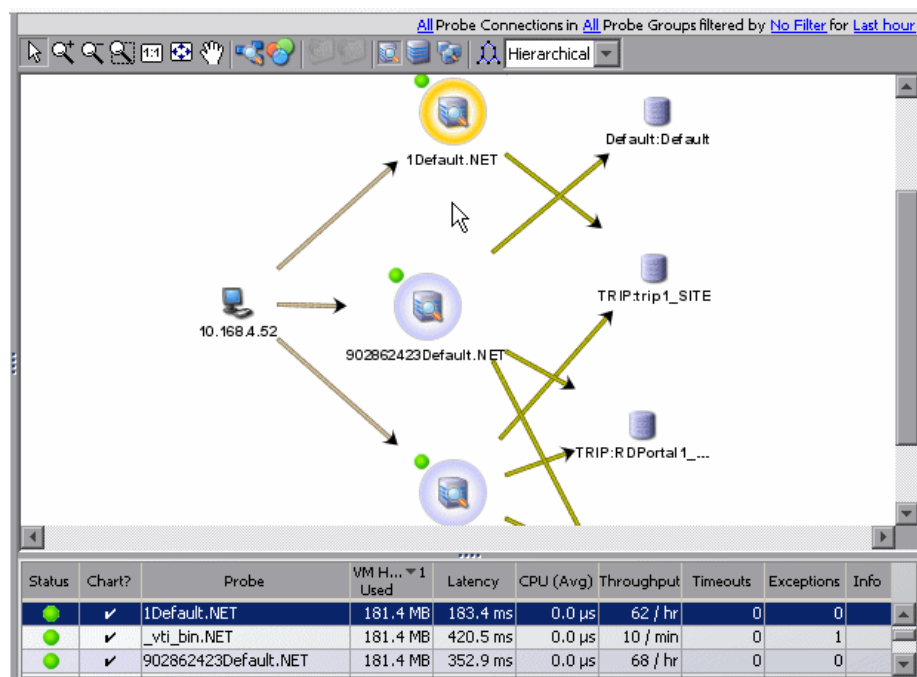 All Probe Connections in All Probe Groups filtered by No Filter for Last hour
1:1
Hierarchical
1Default.NET
Default:Default
TRIP:trip1_SITE
10.168.4.52
902862423Default.NET
TRIP:RDPortal1_...
Status Chart? Probe VM H... 1 Used Latency CPU (Avg) Throughput Timeouts Exceptions Info
1Default.NET 181.4 MB 183.4 ms 0.0 µs 62 / hr 0 0
_vti_bin.NET 181.4 MB 420.5 ms 0.0 µs 10 / min 0 1
902862423Default.NET 181.4 MB 352.9 ms 0.0 µs 68 / hr 0 0